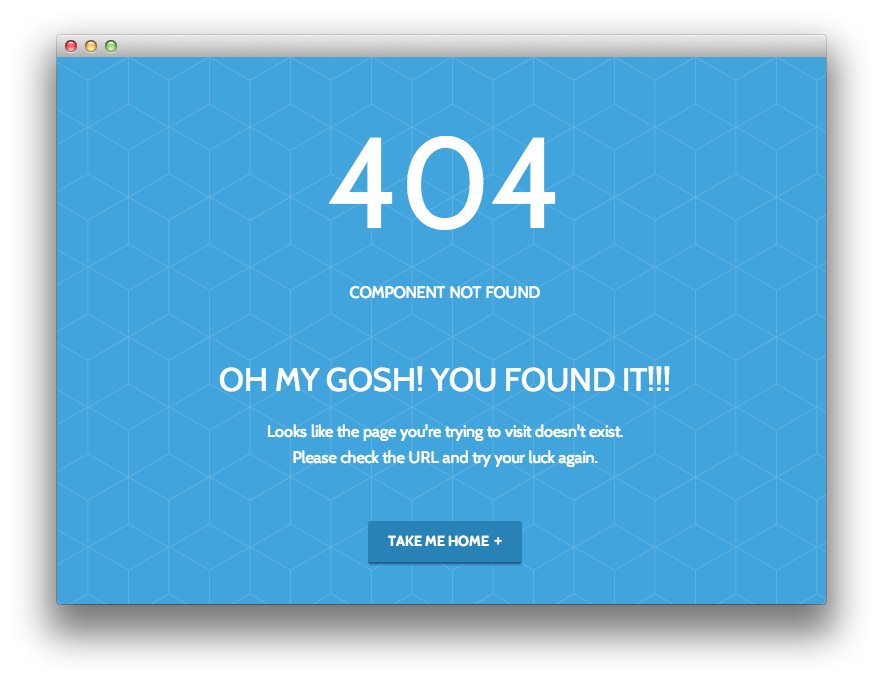 404
COMPONENT NOT FOUND
OH MY GOSH! YOU FOUND IT!!!
Looks like the page you're trying to visit doesn't exist.
Please check the URL and try your luck again.
TAKE ME HOME +